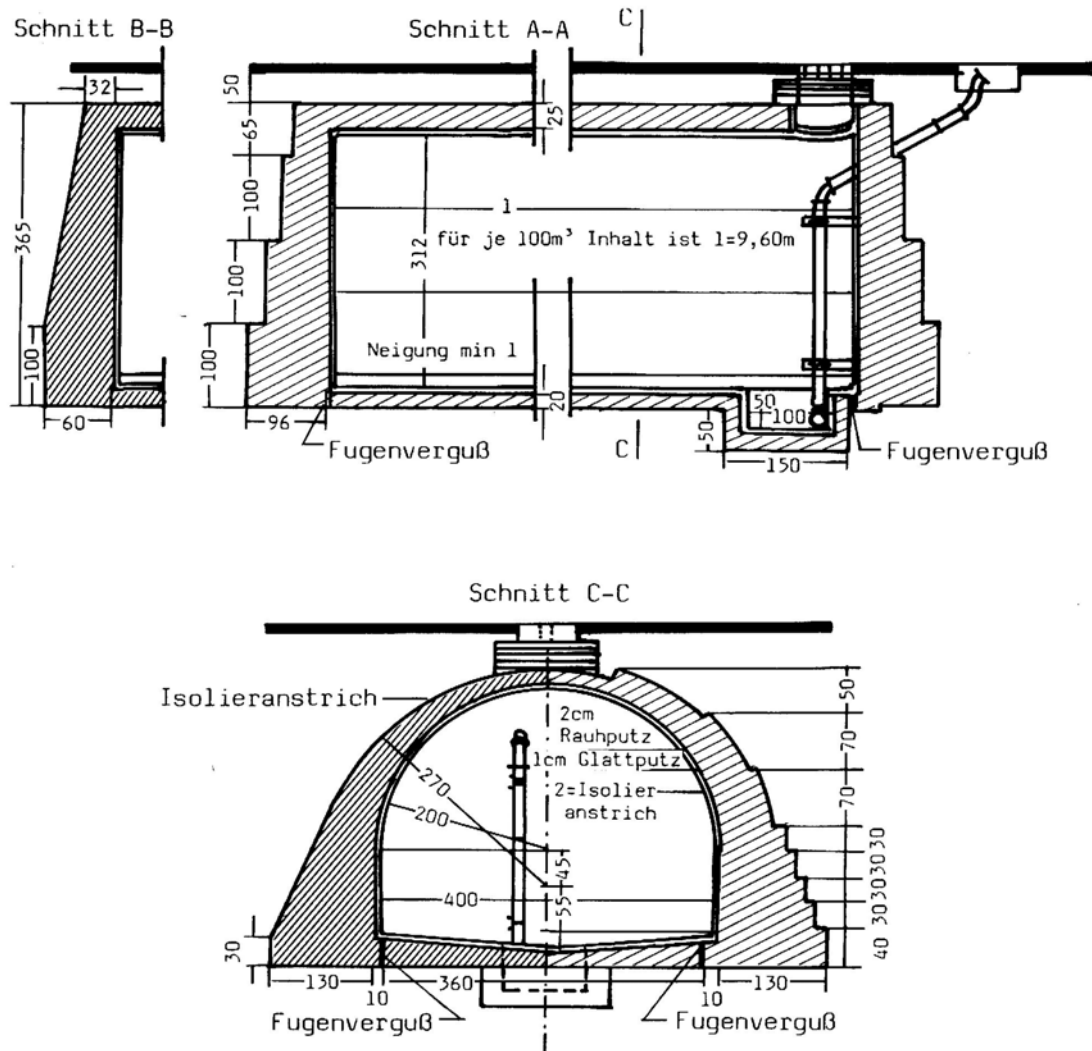 Schnitt B-B
Schnitt A-A
C
32
50
65
100
100
100
365
100
60
25
l
für je 100m³ Inhalt ist l=9,60m
312
Neigung min l
20
96
50
100
50
150
Fugenverguß
C
Fugenverguß
Schnitt C-C
Isolieranstrich
2cm
Rauhputz
1cm Glattputz
2=Isolier
anstrich
270
200
45
400
55
50
70
70
30
30
30
30
40
30
130
10
360
10
130
Fugenverguß
Fugenverguß